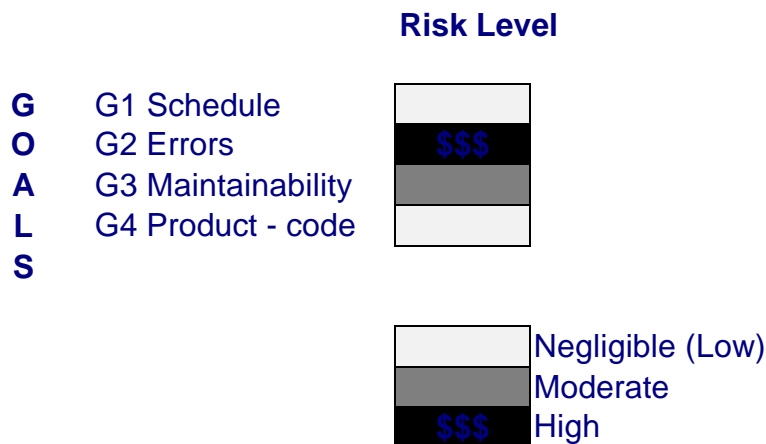 Risk Level
G G1 Schedule
O G2 Errors $$$
A G3 Maintainability
L G4 Product - code
S
Negligible (Low)
Moderate
$$$ High